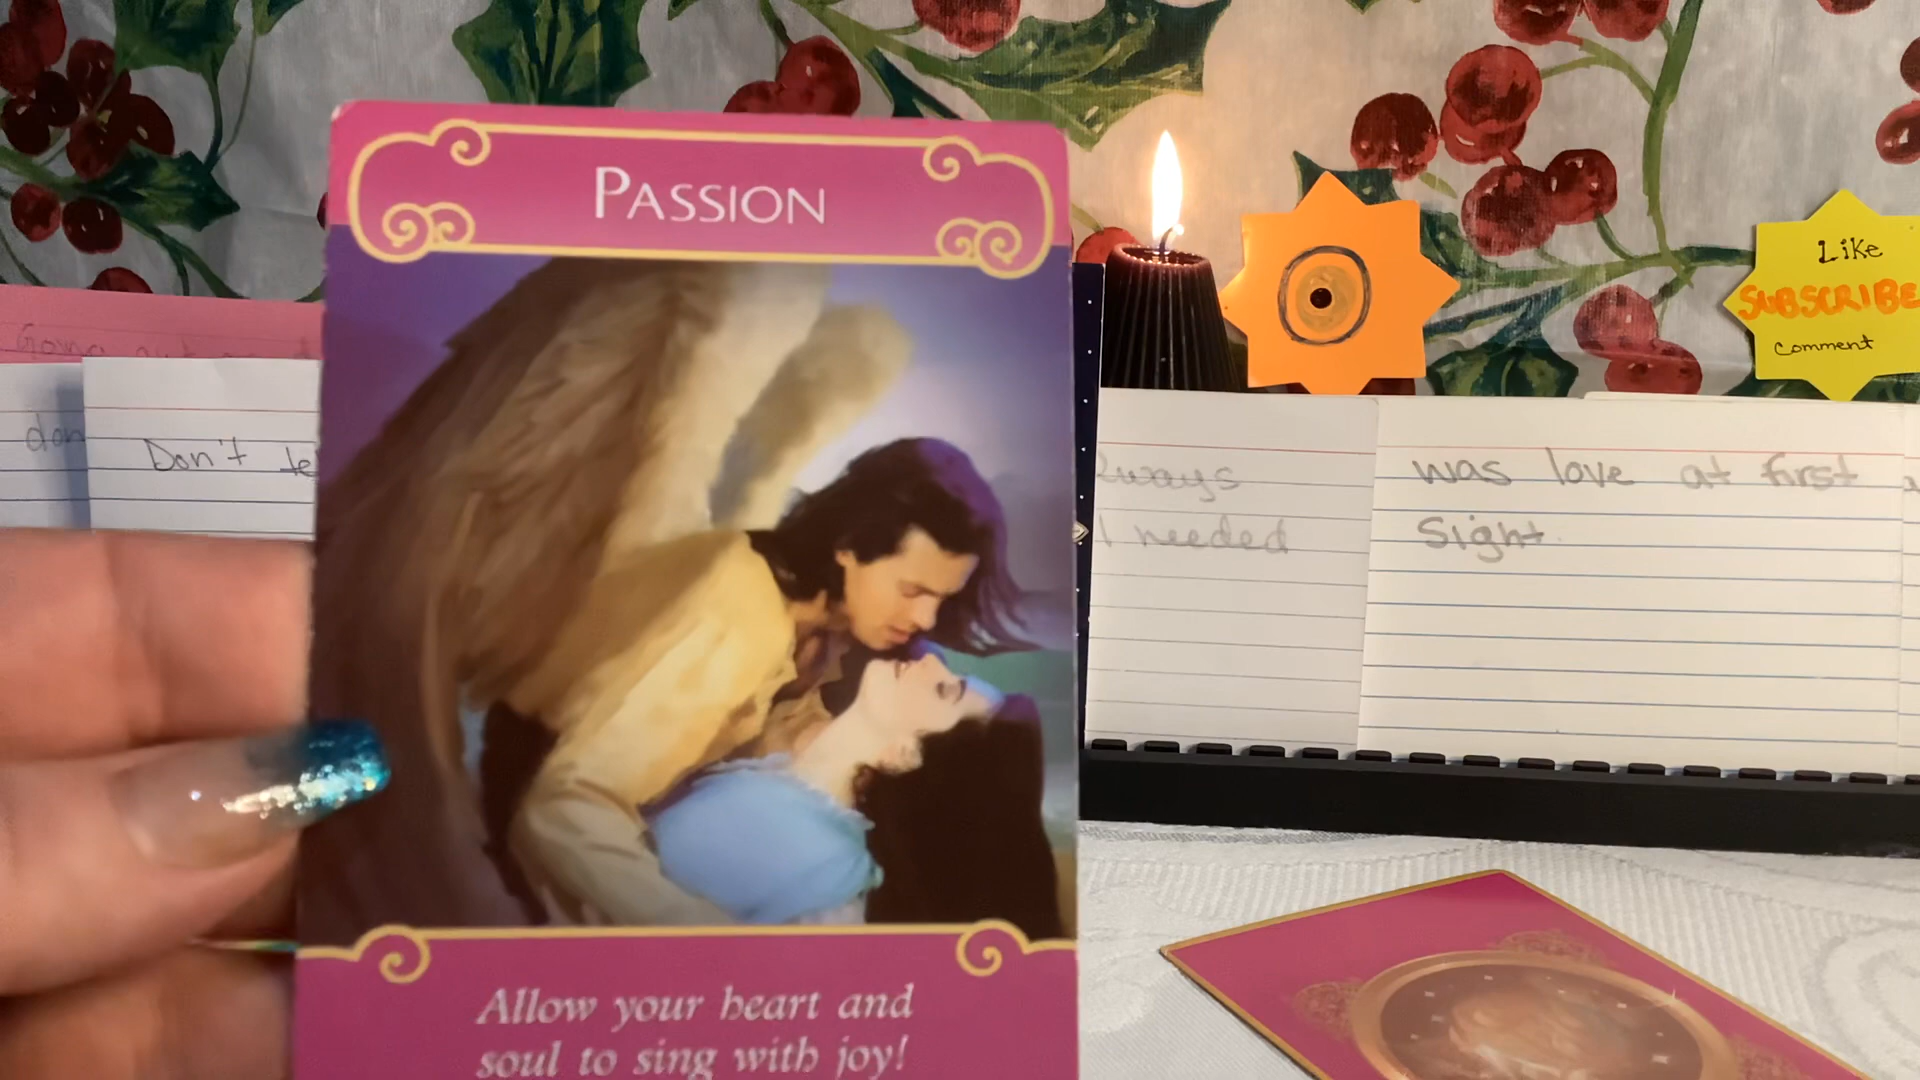 PASSION
Allow your heart and
soul to sing with joy!
Like
SUBSCRIBE
Comment
Don't
I needed
was love at first
Sight